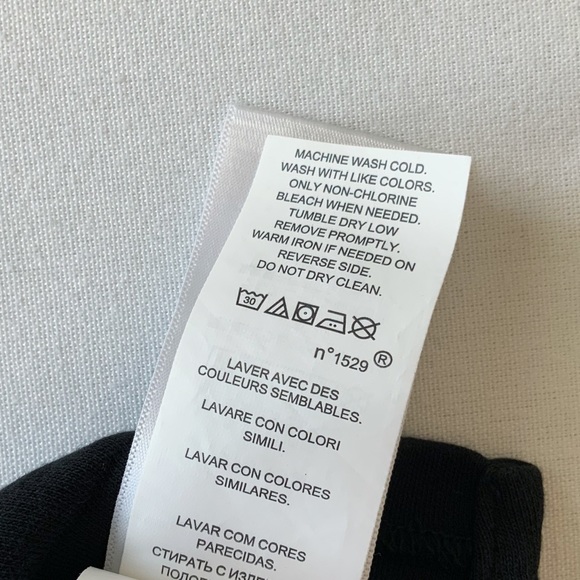 MACHINE WASH COLD.
WASH WITH LIKE COLORS.
ONLY NON-CHLORINE
BLEACH WHEN NEEDED.
TUMBLE DRY LOW
REMOVE PROMPTLY.
WARM IRON IF NEEDED ON
REVERSE SIDE.
DO NOT DRY CLEAN.
30
n°1529 ®
LAVER AVEC DES
COULEURS SEMBLABLES.
LAVARE CON COLORI
SIMILI.
LAVAR CON COLORES
SIMILARES.
LAVAR COM CORES
PARECIDAS.
СТИРАТЬ С ИЗДЕЛ